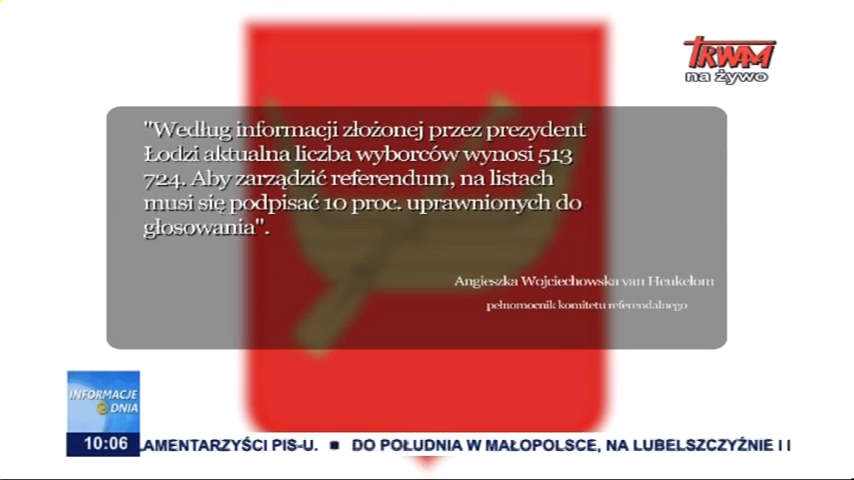 TRWAM
na żywo
"Według informacji złożonej przez prezydent
Łodzi aktualna liczba wyborców wynosi 513
724. Aby zarządzić referendum, na listach
musi się podpisać 10 proc. uprawnionych do
głosowania".
Angieszka Wojciechowska van Heukelom
pełnomocnik komitetu referendalnego
INFORMACJE
DNIA
10:06 LAMENTARZYŚCI PIS-U. ■ DO POŁUDNIA W MAŁOPOLSCE, NA LUBELSZCZYŹNIE I